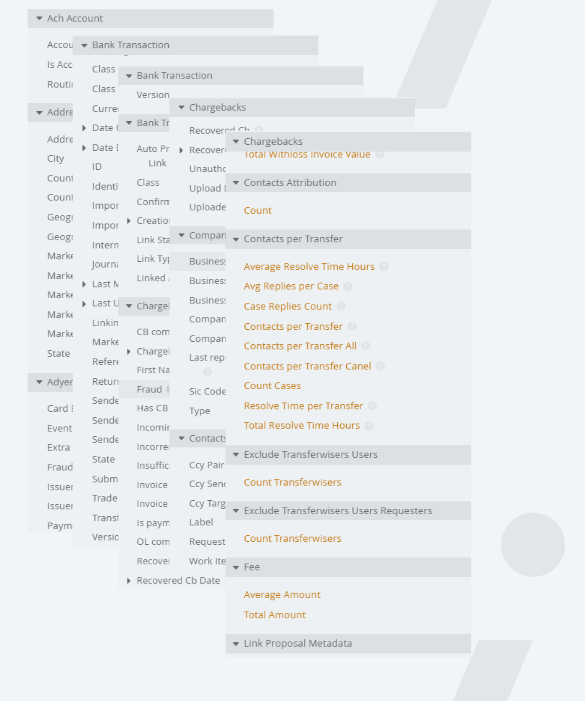 Ach Account
Is
Addre
Addre
City
Count
Count
Geogr
Geogr
Marke
Marke
Marke
Marke
Marke
State
Card
Event
Extra
Fraud
Issuer
Issuer
Paym
Bank Transaction
Class
Class
Curre
Date
Date
ID
Identi
Impor
Impor
Intern
Journa
Last
Last
Linkin
Marke
Refere
Return
Sende
Sende
Sende
State
Subm
Trade
Transf
Versio
Bank Transaction
Version
Bank
Auto Pr
Link
Class
Confirm
Creatio
Link Sta
Link Typ
Linked
Charge
CB com
First Na
Fraud
Has CB
Incomin
Incorre
Insuffic
Invoice
Invoice
Is paym
OL com
Recover
Recovered Cb Date
Chargebacks
Recovered Cb
Recover
Unautho
Upload
Uploade
Compan
Business
Business
Business
Compan
Compan
Last rep
Sic Code
Type
Contacts
Ccy Pair
Ccy Send
Ccy Targ
Label
Request
Work Ite
Chargebacks
Total Withloss Invoice Value
Contacts Attribution
Count
Contacts per Transfer
Average Resolve Time Hours
Avg Replies per Case
Case Replies Count
Contacts per Transfer
Contacts per Transfer All
Contacts per Transfer Canel
Count Cases
Resolve Time per Transfer
Total Resolve Time Hours
Exclude Transferwisers Users
Count Transferwisers
Exclude Transferwisers Users Requesters
Count Transferwisers
Fee
Average Amount
Total Amount
Link Proposal Metadata